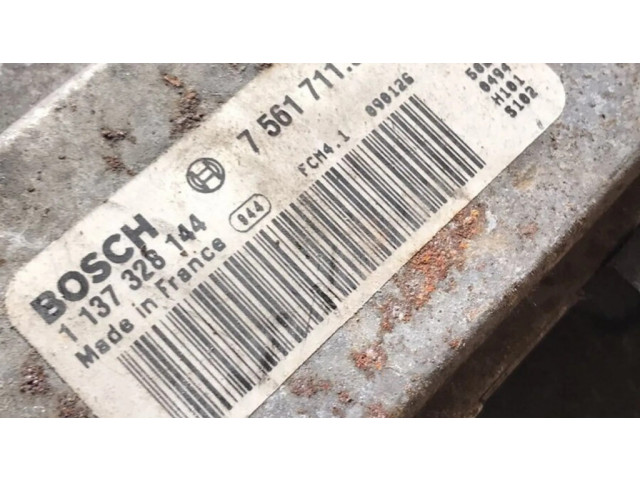 BOSCH
1 137 328 144
Made in France
944
7 561 711.
FCM4.1 090126
0494
H101
S102